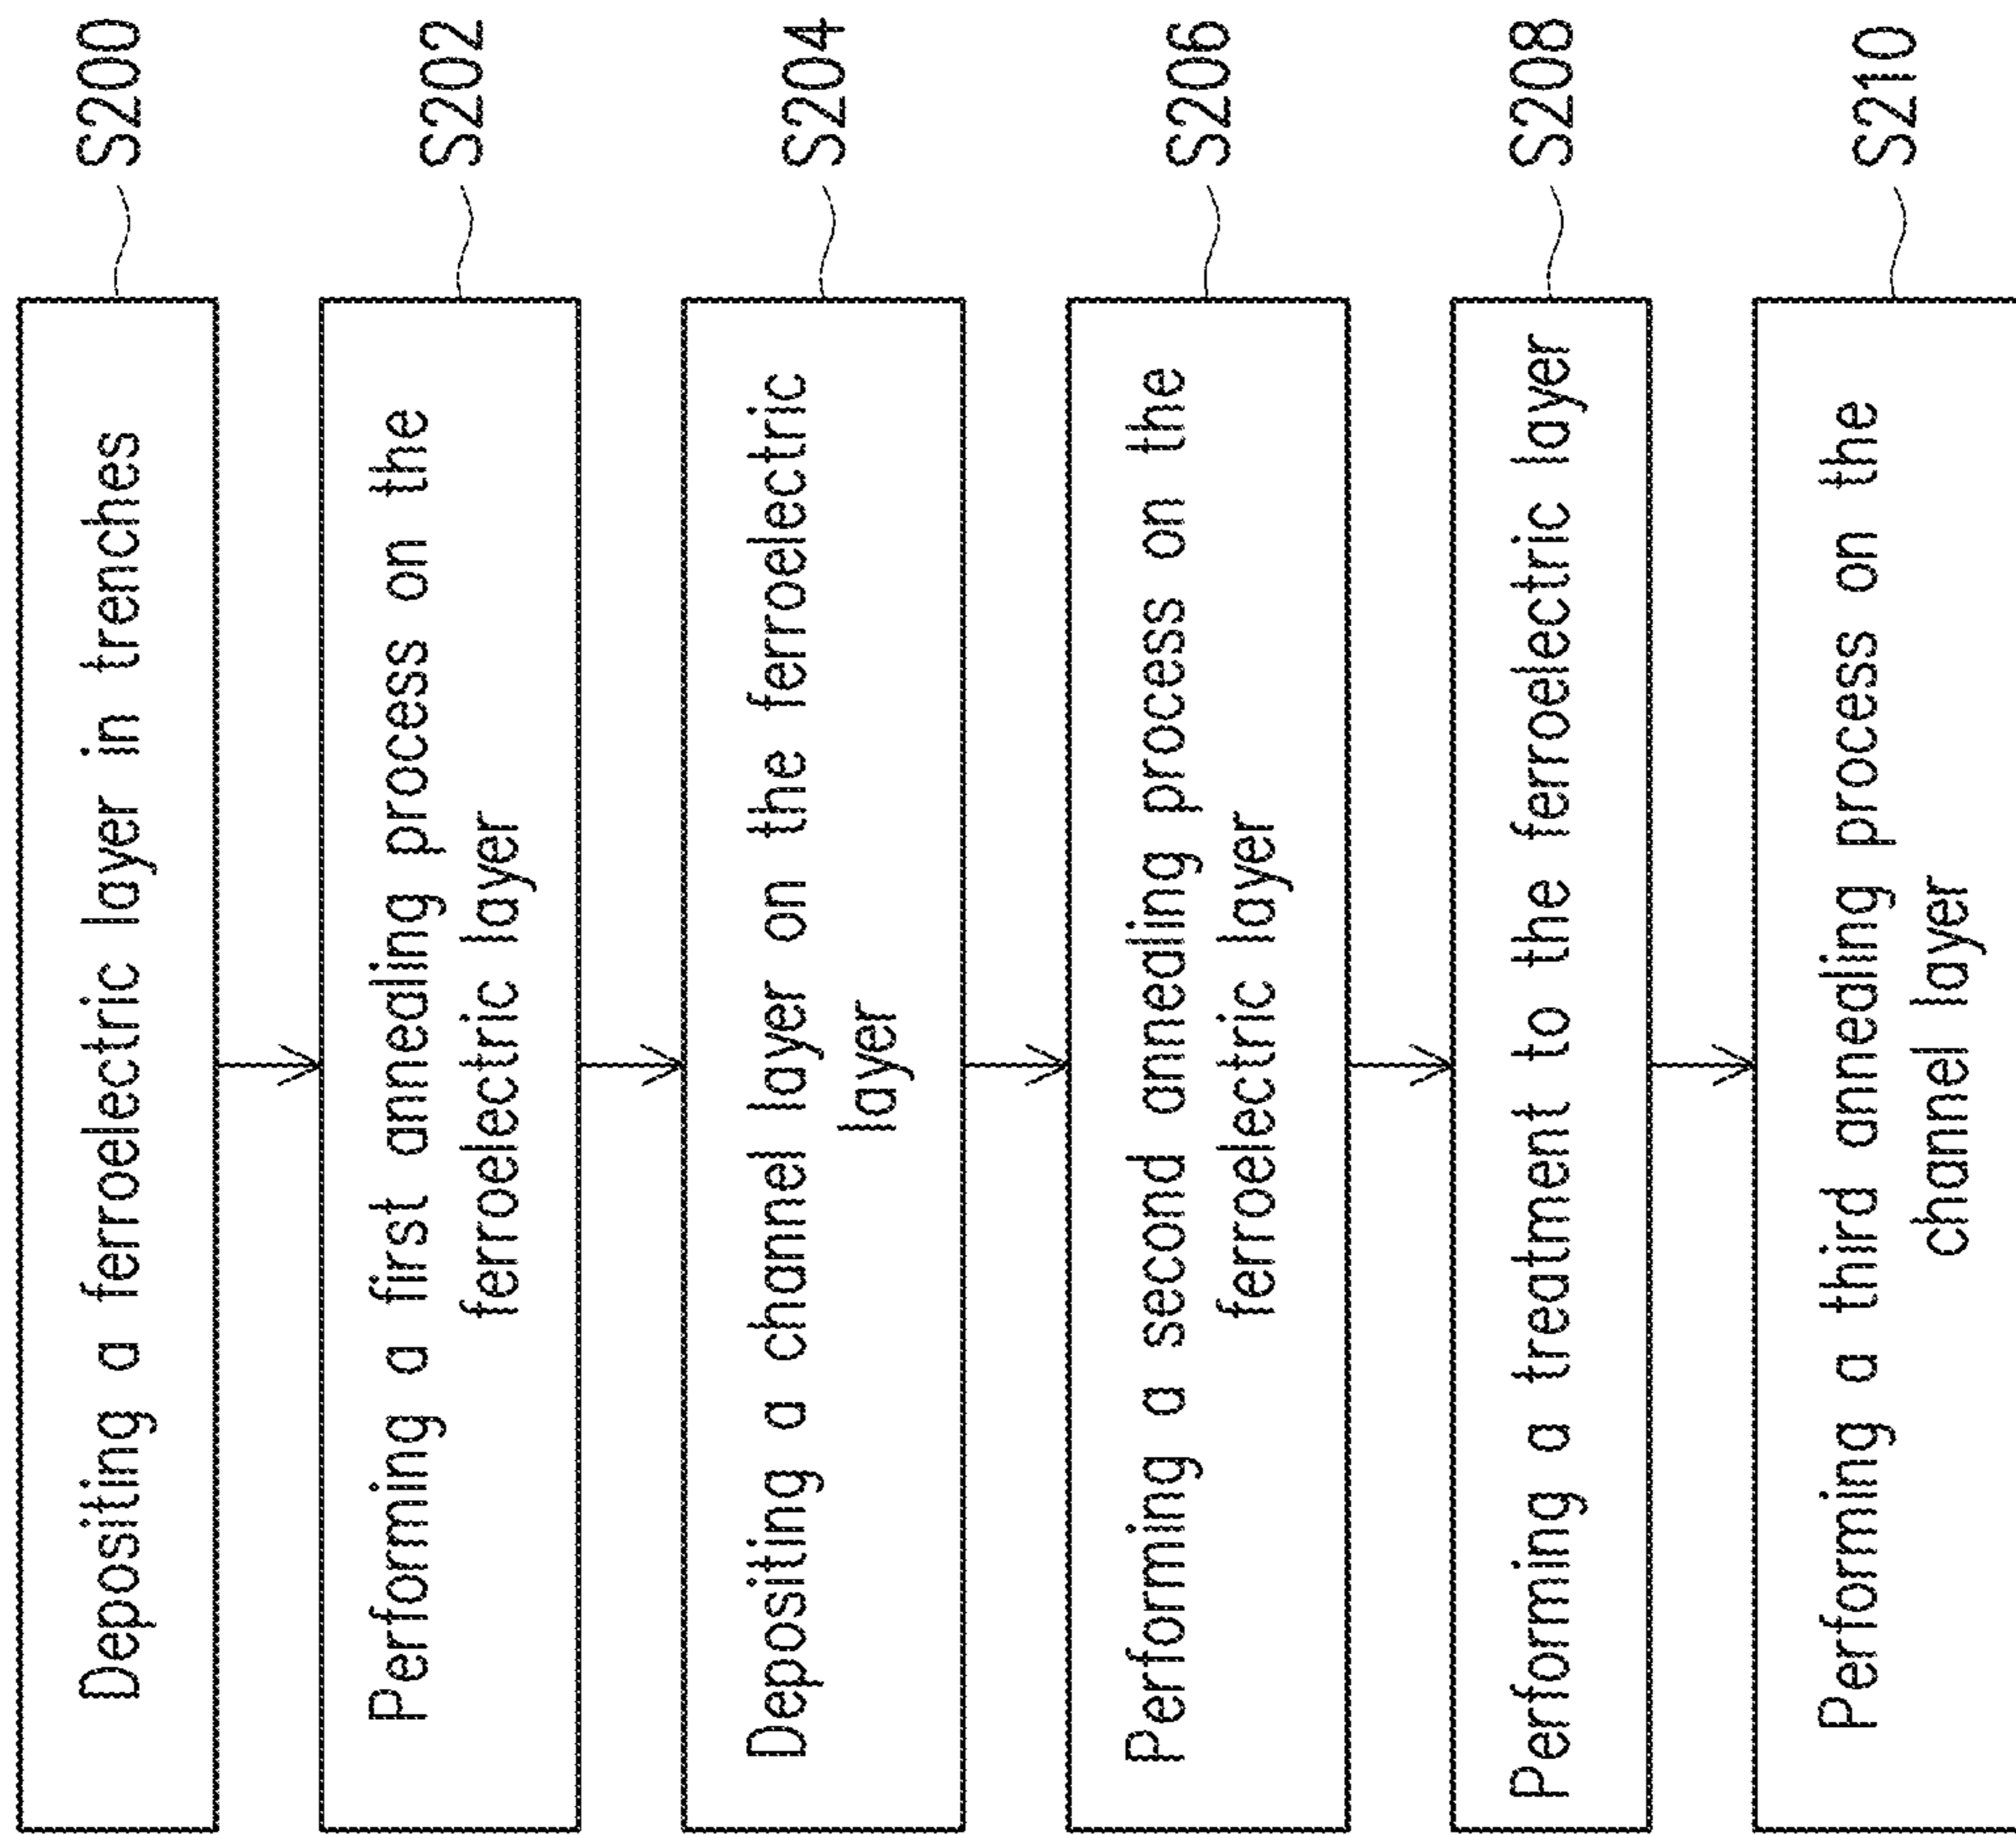 Depositing a ferroelectric layer in trenches
S200
Performing a first annealing process on the
ferroelectric layer
S202
Depositing a channel layer on the ferroelectric
layer
S204
Performing a second annealing process on the
ferroelectric layer
S206
Performing a treatment to the ferroelectric layer
S208
Performing a third annealing process on the
channel layer
S210